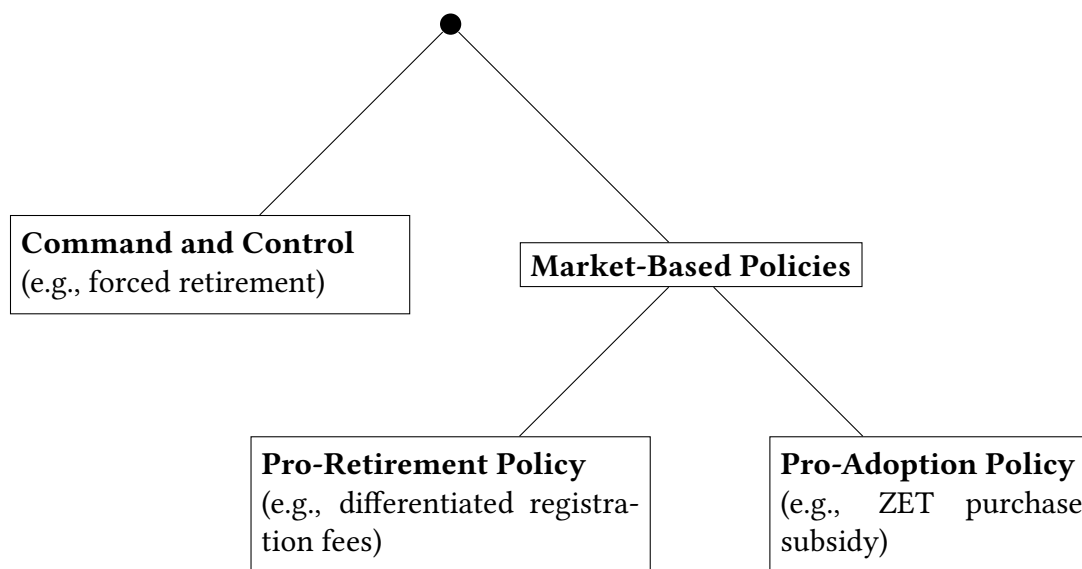 Command and Control
(e.g., forced retirement)
Market-Based Policies
Pro-Retirement Policy
(e.g., differentiated registra-
tion fees)
Pro-Adoption Policy
(e.g., ZET purchase
subsidy)